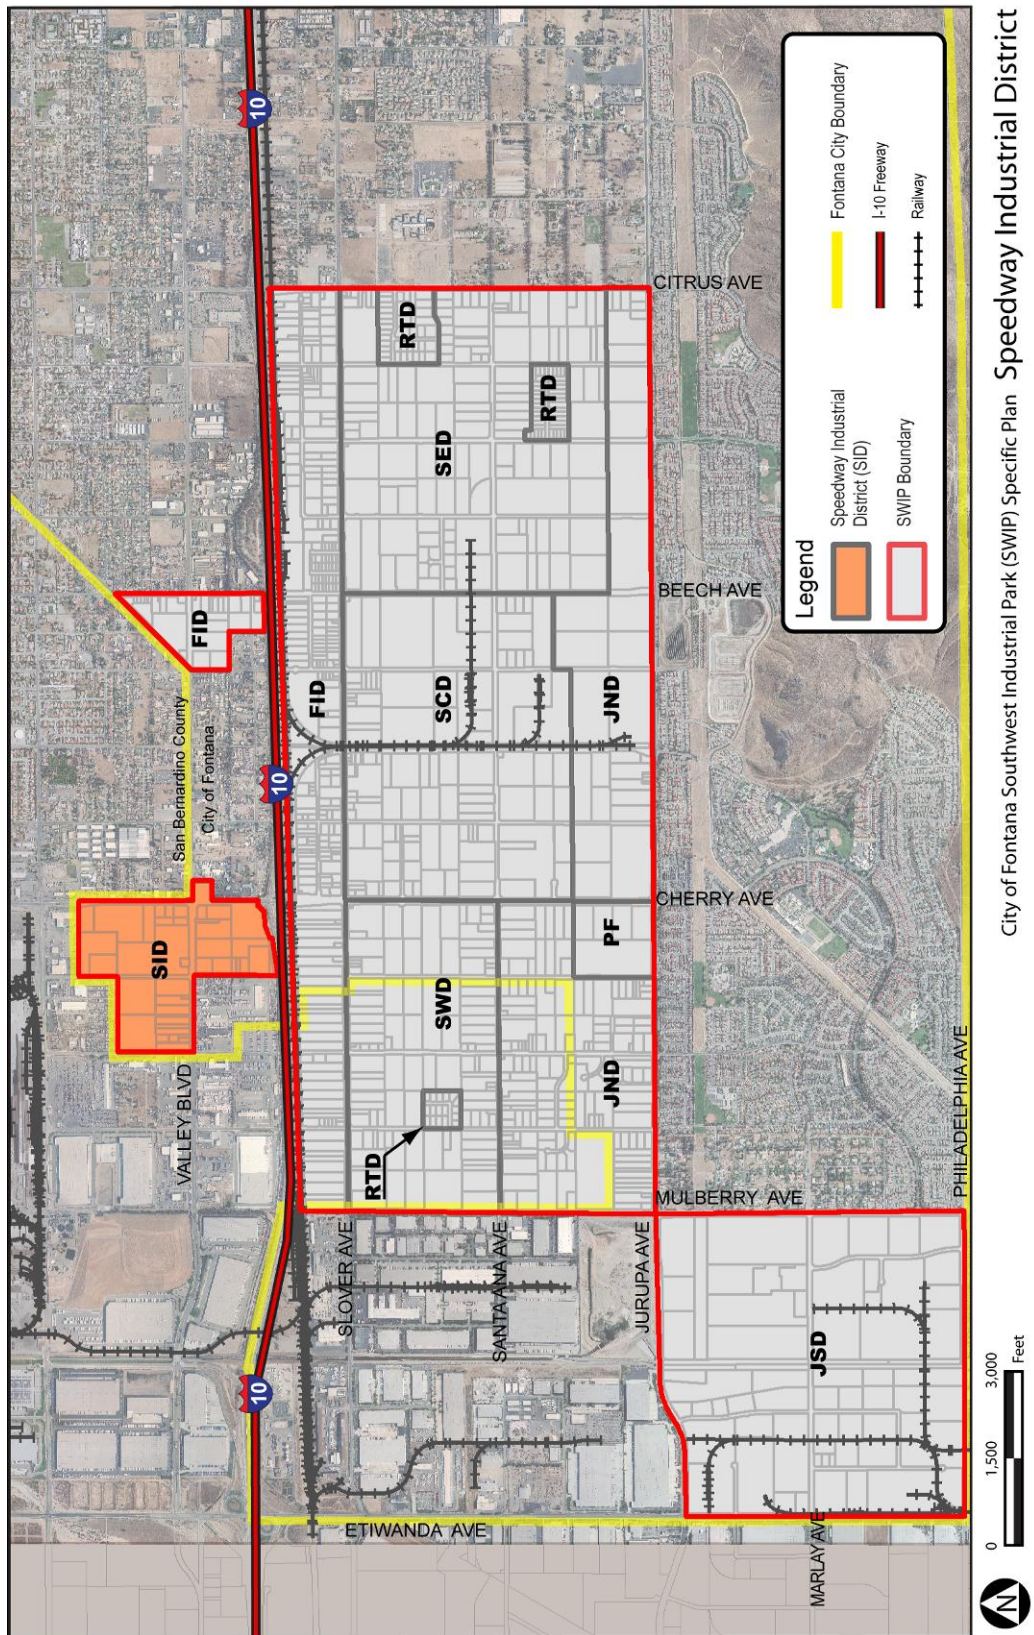 10
10
10
CITRUS AVE
BEECH AVE
CHERRY AVE
MULBERRY AVE
PHILADELPHIA AVE
VALLEY BLVD
SLOVER AVE
SANTA ANA AVE
JURUPA AVE
ETIWANDA AVE
MARLAY AVE
San Bernardino County
City of Fontana
SID
FID
FID
RTD
SED
RTD
SCD
JND
SWD
PF
RTD
JND
JSD
Legend
Speedway Industrial
District (SID)
SWIP Boundary
Fontana City Boundary
I-10 Freeway
Railway
N
0 1,500 3,000
Feet
City of Fontana Southwest Industrial Park (SWIP) Specific Plan Speedway Industrial District